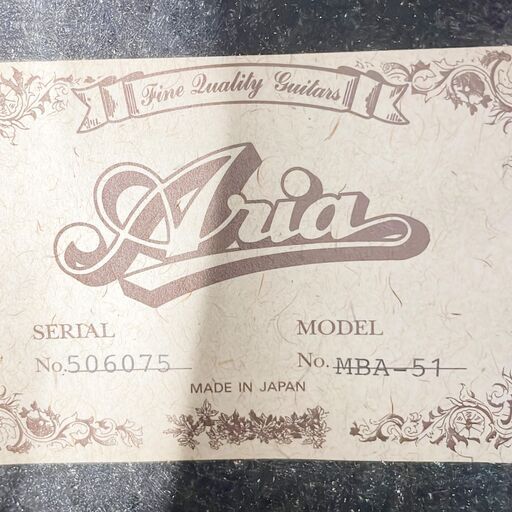 Fine Quality Guitars
Aria
SERIAL
No. 506075
MODEL
No. MBA-51
MADE IN JAPAN